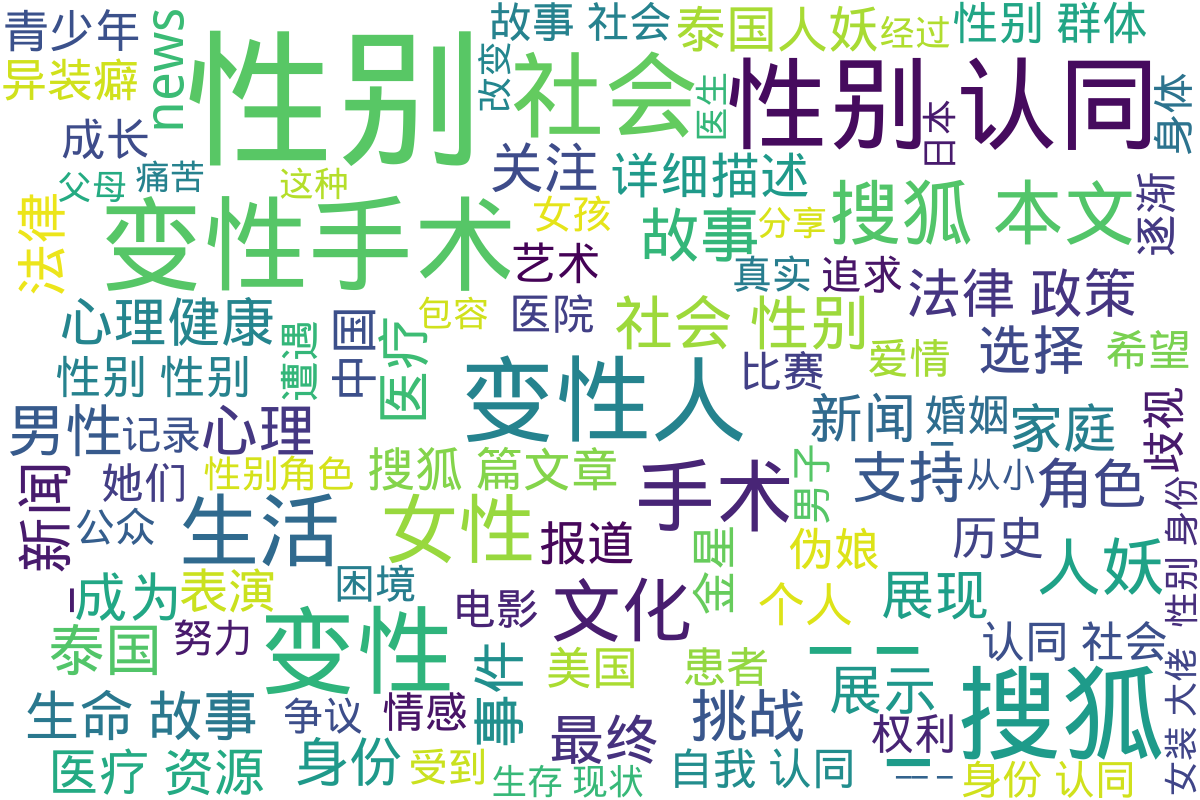 青少年
news
故事 社会
泰国人妖
经过
性别 群体
异装癖
性别
改变
社会
医生
性别 认同
日本
身体
成长
父母
痛苦
这种
关注
详细描述
逐渐
法律
变性手术
女孩
故事
分享
搜狐 本文
艺术
真实
追求
法律 政策
心理健康
包容
医院
社会 性别
选择
希望
爱情
性别 性别
遭遇
中国
医疗
变性人
比赛
新闻
婚姻
家庭
歧视
男性
记录
心理
她们
性别角色
搜狐 篇文章
手术
男子
支持
从小
角色
性别 身份
新闻
公众
生活
女性
报道
金星
伪娘
历史
人妖
成为
表演
困境
电影
文化
个人
展现
泰国
努力
变性
事件
美国
患者
一 一
认同 社会
展示
搜狐
女装 大佬
生命 故事
争议
情感
最终
挑战
权利
医疗 资源
身份
受到
生存 现状
自我 认同
身份 认同